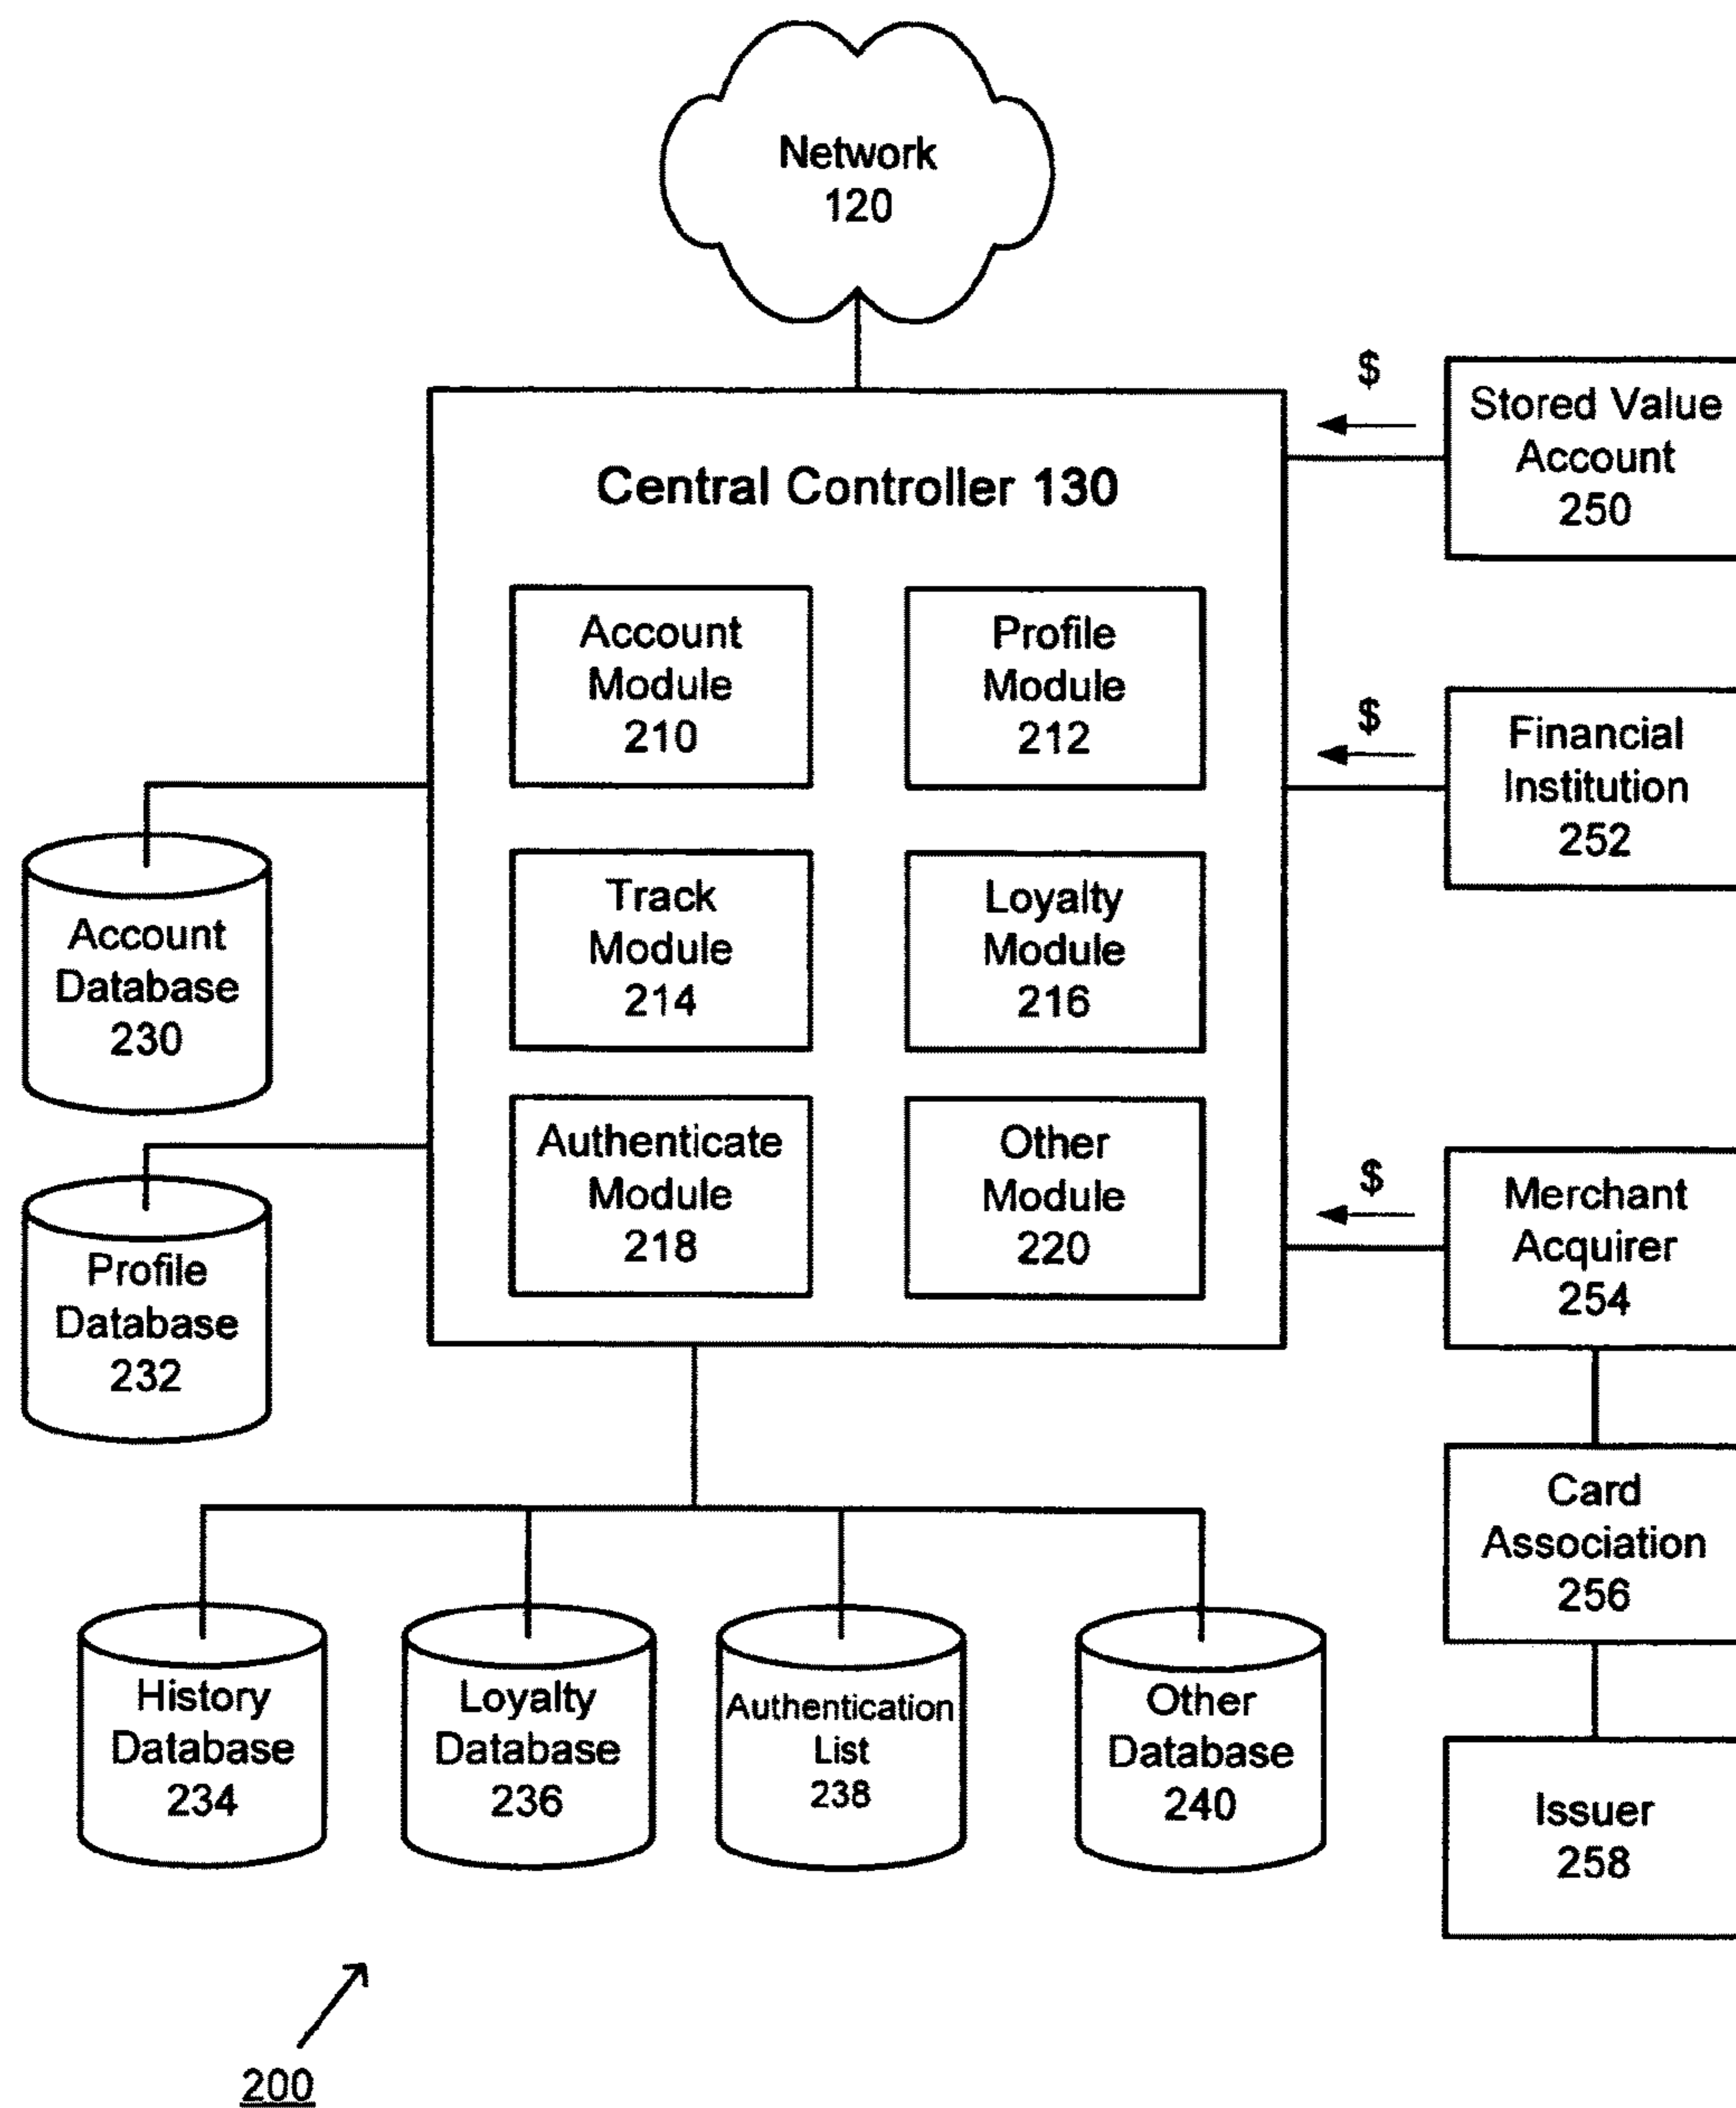 Network
120
$
Stored Value
Account
250
Central Controller 130
Account
Module
210
Profile
Module
212
$
Financial
Institution
252
Track
Module
214
Loyalty
Module
216
Account
Database
230
Authenticate
Module
218
Other
Module
220
$
Merchant
Acquirer
254
Profile
Database
232
Card
Association
256
History
Database
234
Loyalty
Database
236
Authentication
List
238
Other
Database
240
Issuer
258
200